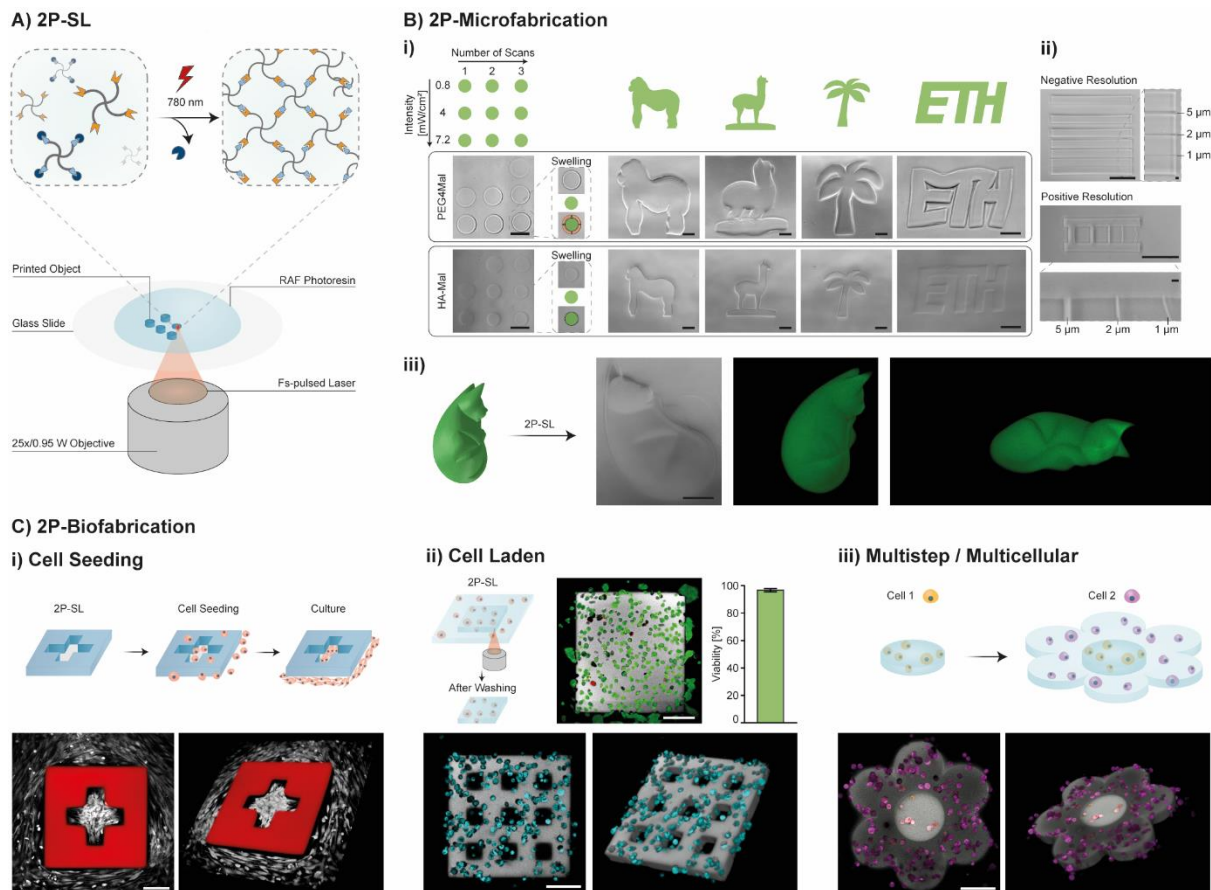 A) 2P-SL
780 nm
Printed Object
RAF Photoresin
Glass Slide
Fs-pulsed Laser
25x/0.95 W Objective
B) 2P-Microfabrication
i)
Number of Scans
1 2 3
Intensity
[mW/cm²]
0.8
4
7.2
ETH
PEG4Mal
Swelling
ETH
HA-Mal
Swelling
ETH
ii)
Negative Resolution
5 µm
2 µm
1 µm
Positive Resolution
5 µm 2 µm 1 µm
iii)
2P-SL
C) 2P-Biofabrication
i) Cell Seeding
2P-SL
Cell Seeding
Culture
ii) Cell Laden
2P-SL
After Washing
Viability [%]
100
80
60
40
20
0
iii) Multistep / Multicellular
Cell 1
Cell 2